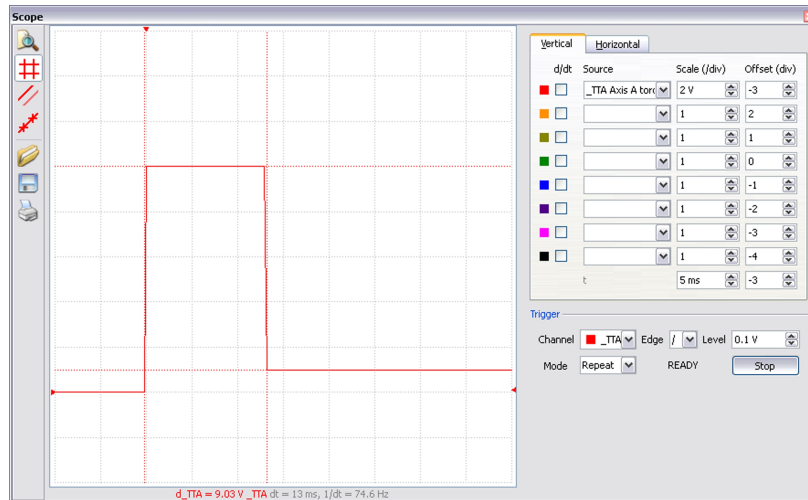 Scope
Vertical Horizontal
d/dt Source Scale (/div) Offset (div)
_TTA Axis A tor 2 V -3
1 2
1 1
1 0
1 -1
1 -2
1 -3
1 -4
t 5 ms -3
Trigger
Channel _TTA Edge / Level 0.1 V
Mode Repeat READY Stop
d_TTA = 9.03 V _TTA dt = 13 ms, 1/dt = 74.6 Hz